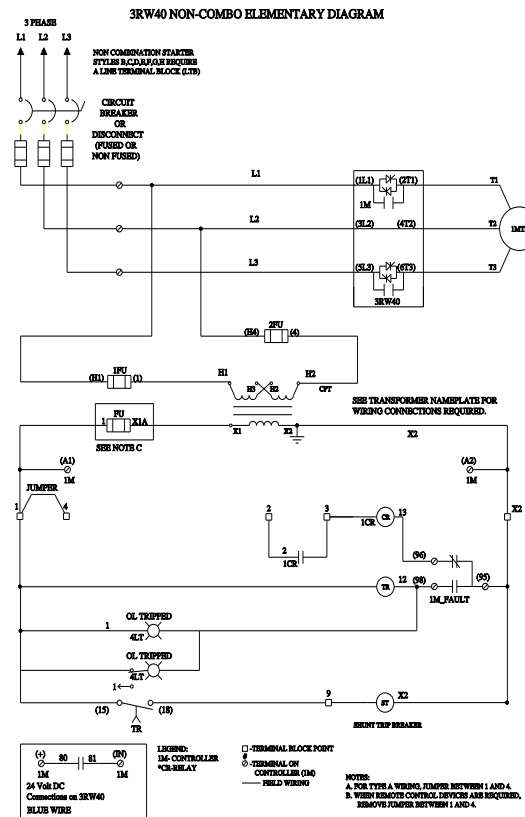 3RW40 NON-COMBO ELEMENTARY DIAGRAM
3 PHASE
L1 L2 L3
NON COMBINATION STARTER
STYLES B,C,D,E,F,G,H REQUIRE
A LINE TERMINAL BLOCK (LTB)
CIRCUIT
BREAKER
OR
DISCONNECT
(FUSED OR
NON FUSED)
L1 (1L1) (2T1) T1
1M
L2 (3L2) (4T2) T2 1MT
L3 (5L3) (6T3) T3
3RW40
2FU
(H4) (4)
1FU
(H1) (1) H1 H3 H2 H2
CPT
SEE TRANSFORMER NAMEPLATE FOR
WIRING CONNECTIONS REQUIRED.
FU
1 X1A X1 X2 X2
SEE NOTE C
(A1) (A2)
1M 1M
JUMPER
1 4 2 3 CR 13 X2
1CR
2
1CR
(96)
TR 12 (98) (95)
1M_FAULT
OL TRIPPED
1
4LT
OL TRIPPED
4LT
1
(15) (18) 9 ST X2
TR
SHUNT TRIP BREAKER
(+) 80 81 (IN)
1M 1M
24 Volt DC
Connections on 3RW40
BLUE WIRE
LEGEND:
1M- CONTROLLER
*CR-RELAY
-TERMINAL BLOCK POINT
#
-TERMINAL ON
CONTROLLER (1M)
FIELD WIRING
NOTES:
A. FOR TYPE A WIRING, JUMPER BETWEEN 1 AND 4.
B. WHEN REMOTE CONTROL DEVICES ARE REQUIRED,
REMOVE JUMPER BETWEEN 1 AND 4.